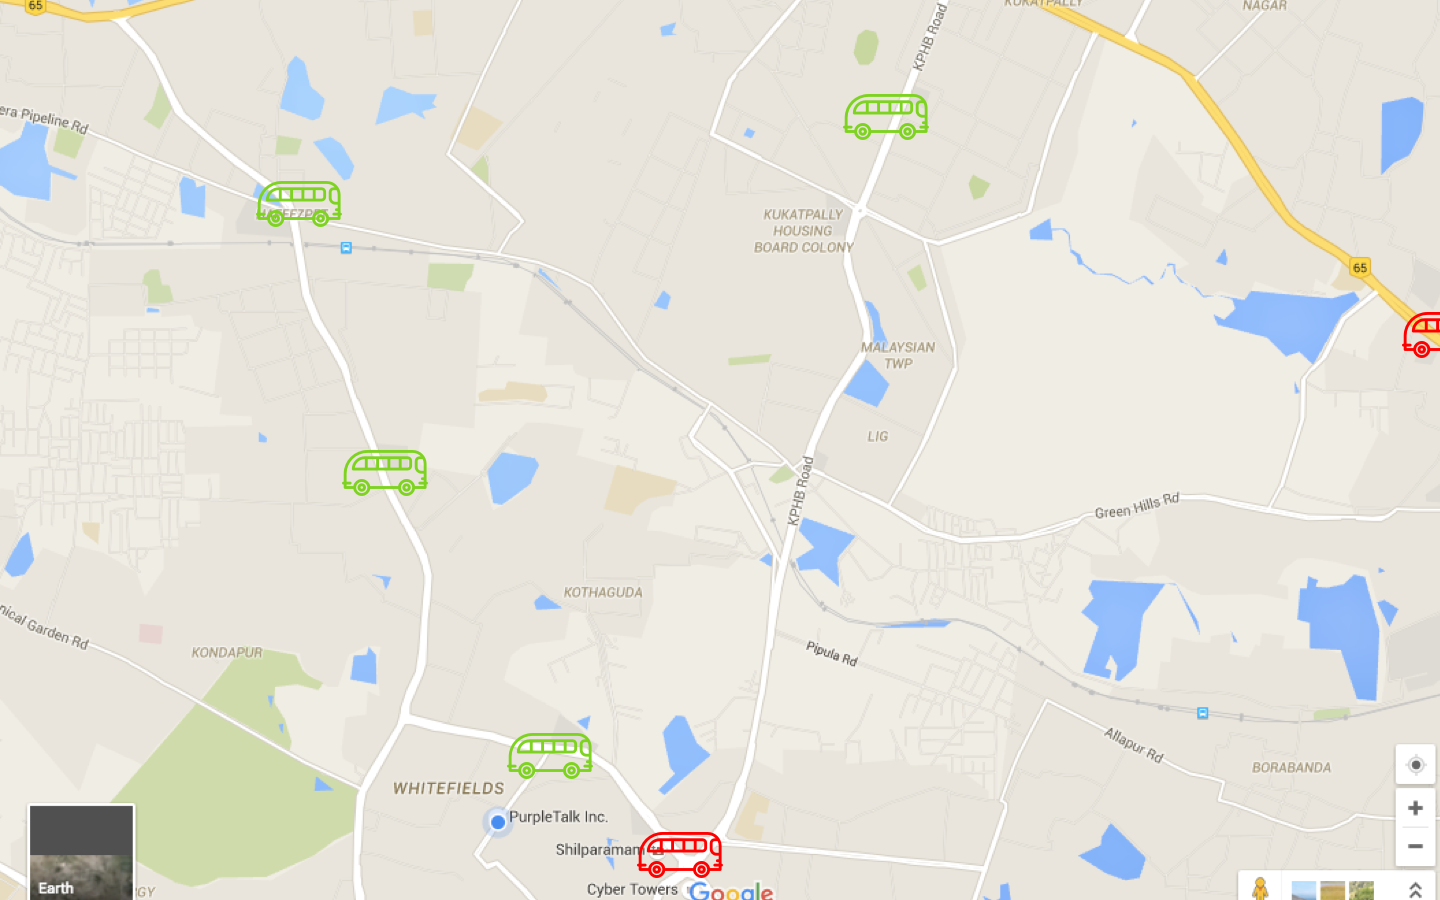 65
KUKATPALLY
NAGAR
KPHB Road
era Pipeline Rd
KUKATPALLY
HOUSING
BOARD COLONY
65
MALAYSIAN
TWP
LIG
KPHB Road
Green Hills Rd
KOTHAGUDA
nical Garden Rd
KONDAPUR
Pipula Rd
Allapur Rd
BORABANDA
WHITEFIELDS
PurpleTalk Inc.
Shilparamam
Cyber Towers
Google
Earth
GY